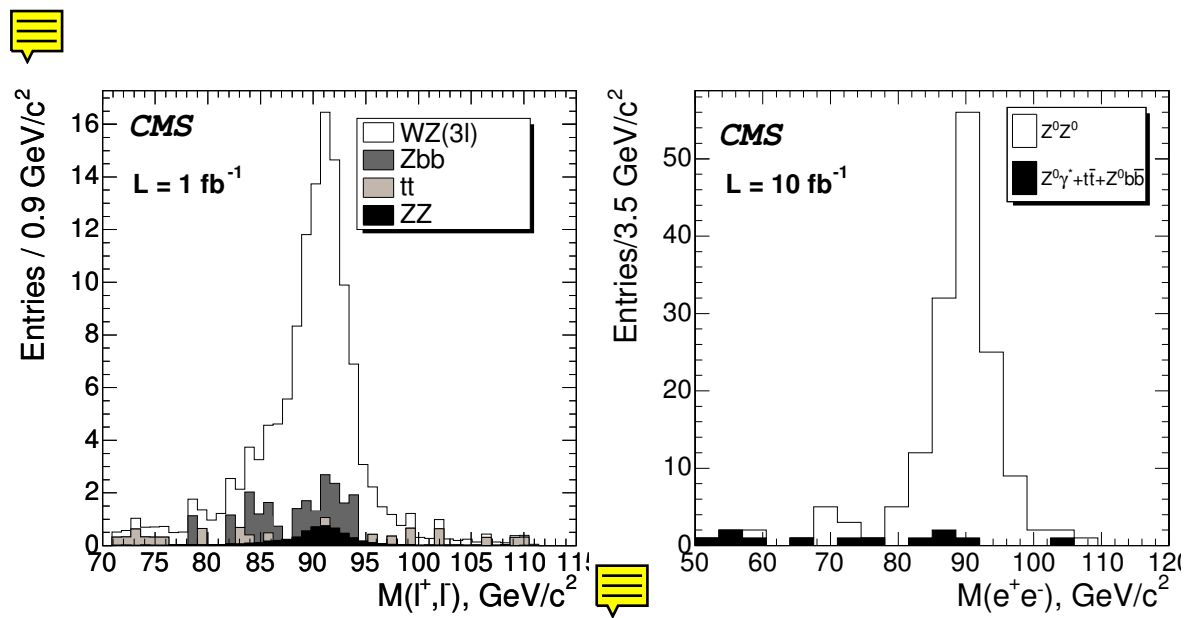 Entries / 0.9 GeV/c²
16
14
12
10
8
6
4
2
0
CMS
L = 1 fb⁻¹
WZ(3l)
Zbb
tt
ZZ
70 75 80 85 90 95 100 105 110 11
M(l⁺,l⁻), GeV/c²
Entries/3.5 GeV/c²
50
40
30
20
10
0
CMS
L = 10 fb⁻¹
Z⁰Z⁰
Z⁰γ*+tt̄+Z⁰bb̄
50 60 70 80 90 100 110 120
M(e⁺e⁻), GeV/c²